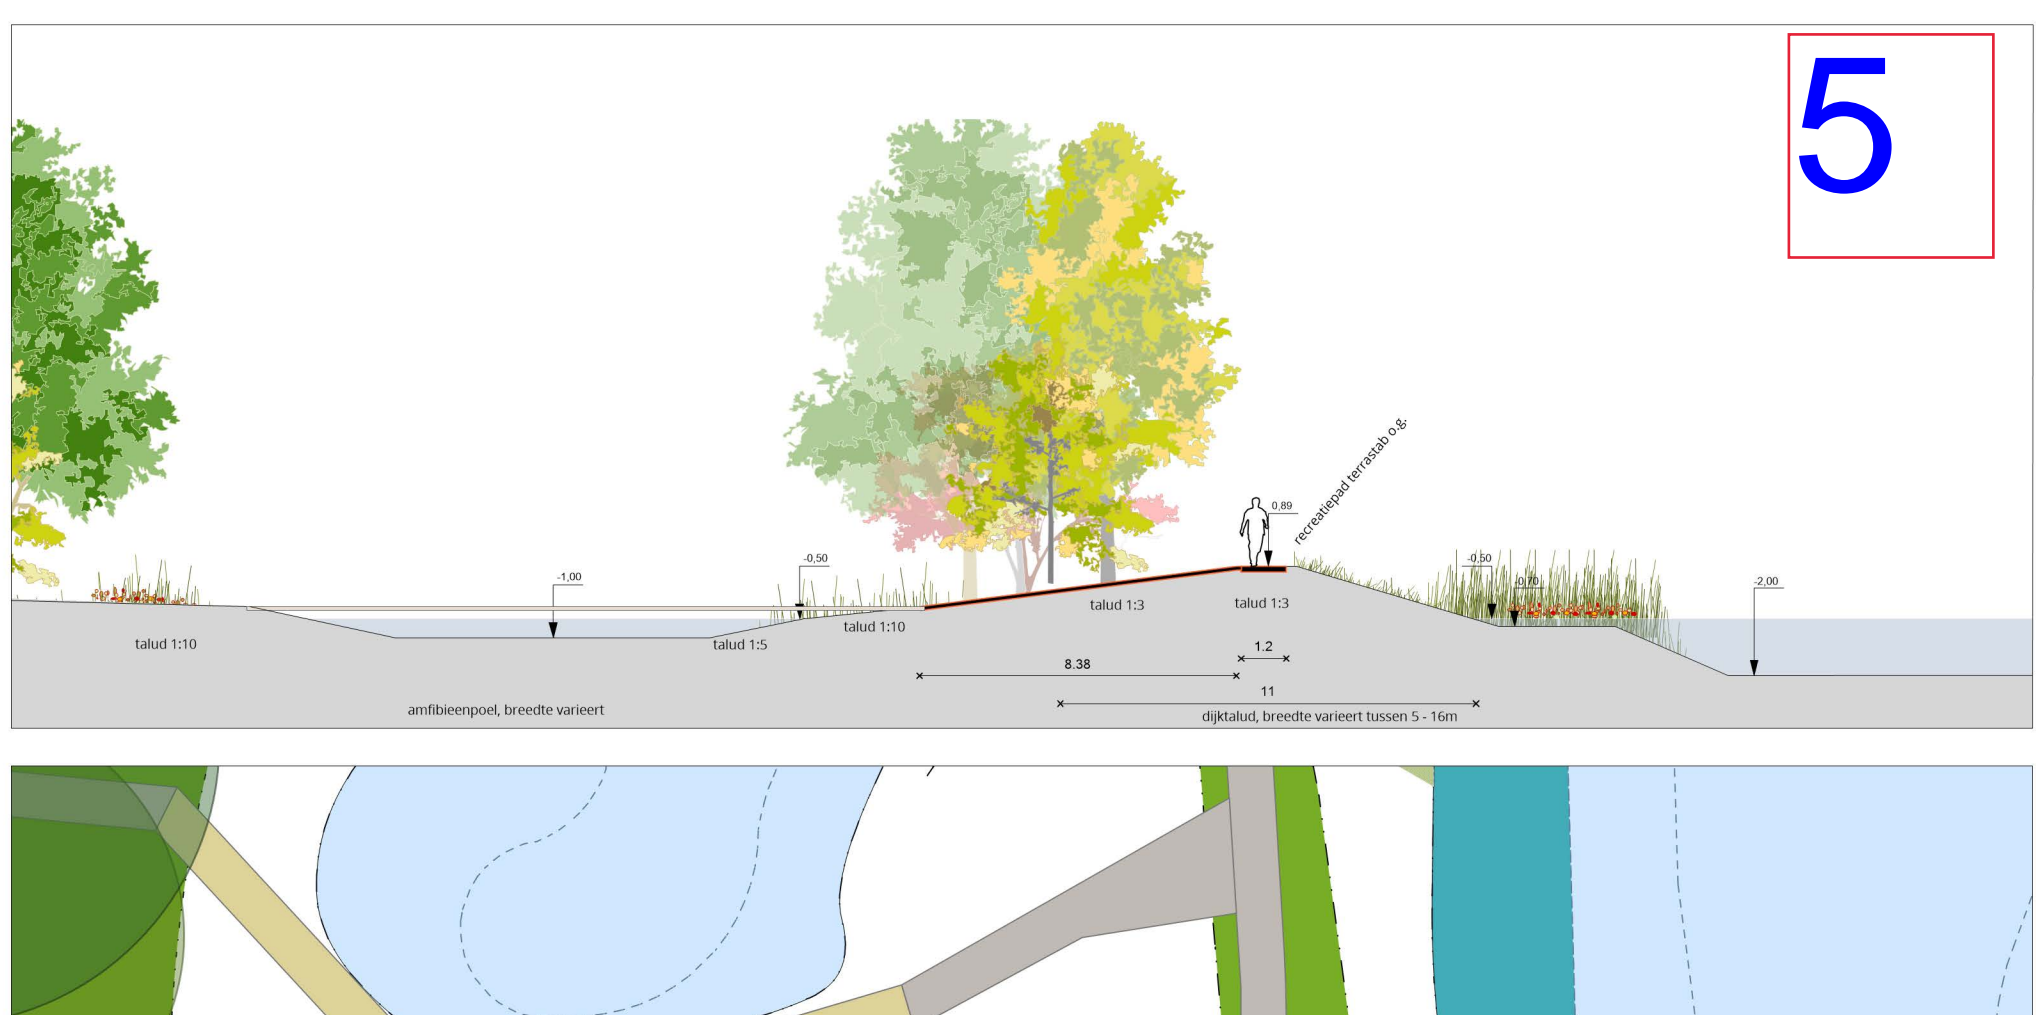 5
recreatiepad terrastab o.g.
0,89
-0,50
-1,00
-0,50
-0,70
-2,00
talud 1:3
talud 1:3
talud 1:10
talud 1:10
talud 1:5
1.2
8.38
11
amfibieenpoel, breedte varieert
dijktalud, breedte varieert tussen 5 - 16m